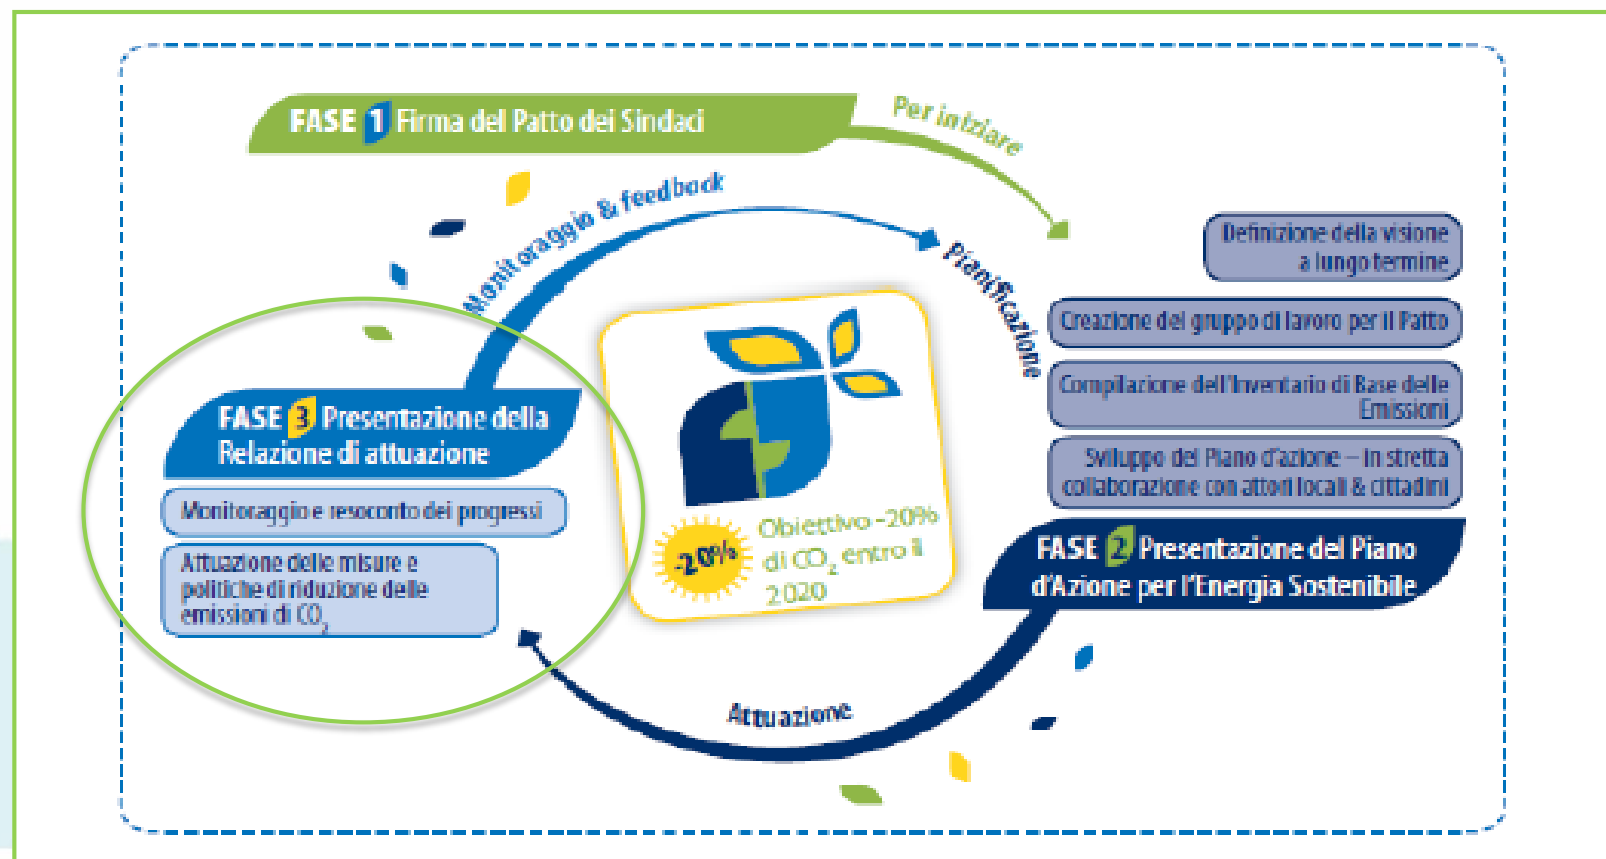 FASE 1 Firma del Patto dei Sindaci
Per iniziare
Monitoraggio & feedback
Pianificazione
Definizione della visione
a lungo termine
Creazione del gruppo di lavoro per il Patto
Compilazione dell'Inventario di Base delle
Emissioni
Sviluppo del Piano d'azione – in stretta
collaborazione con attori locali & cittadini
FASE 2 Presentazione del Piano
d'Azione per l'Energia Sostenibile
Attuazione
FASE 3 Presentazione della
Relazione di attuazione
Monitoraggio e resoconto dei progressi
Attuazione delle misure e
politiche di riduzione delle
emissioni di CO₂
-20%
Obiettivo -20%
di CO₂ entro il
2020